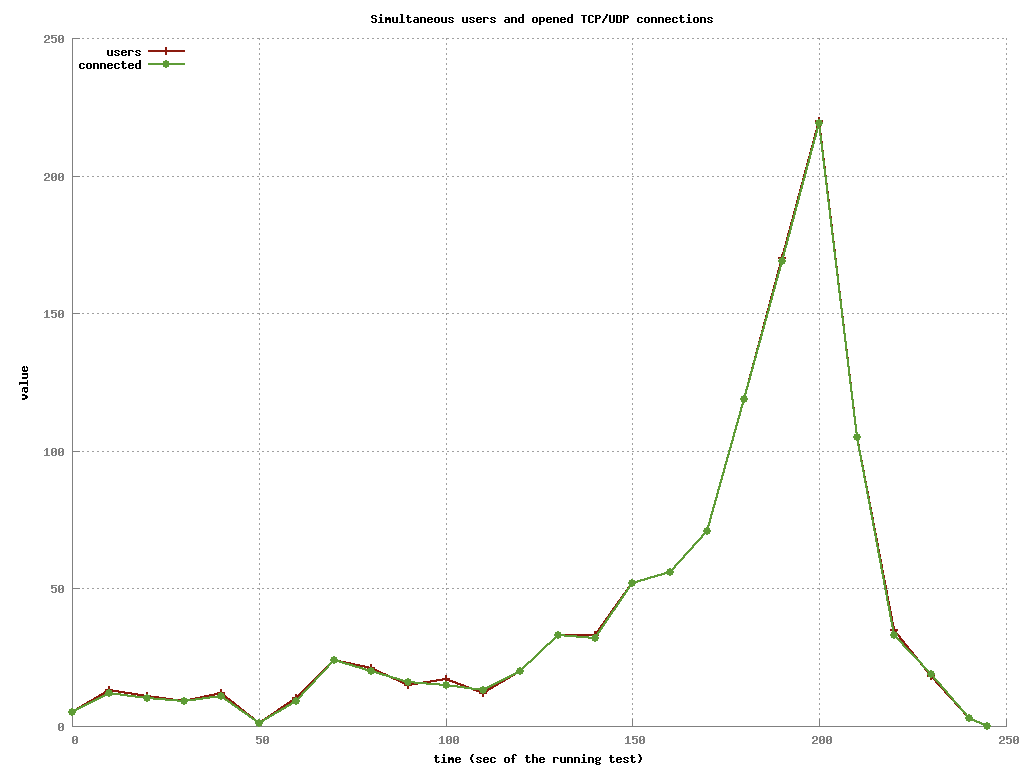 Simultaneous users and opened TCP/UDP connections
250
users
connected
200
150
value
100
50
0
0 50 100 150 200 250
time (sec of the running test)